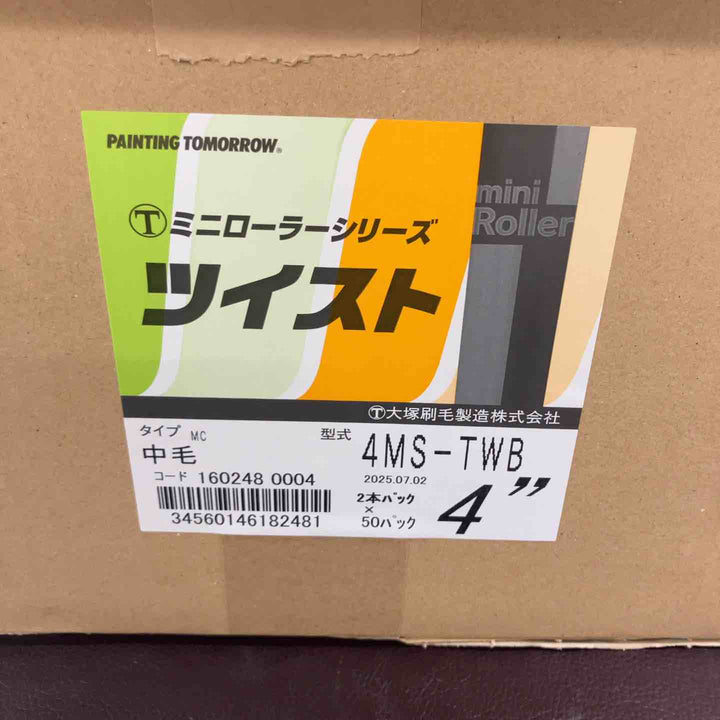 PAINTING TOMORROW®
mini
Roller
Ⓣミニローラーシリーズ
ツイスト
Ⓣ大塚刷毛製造株式会社
タイプ MC
中毛
型式 4MS-TWB
2025.07.02
コード 160248 0004
34560146182481
2本パック
×
50パック
4”